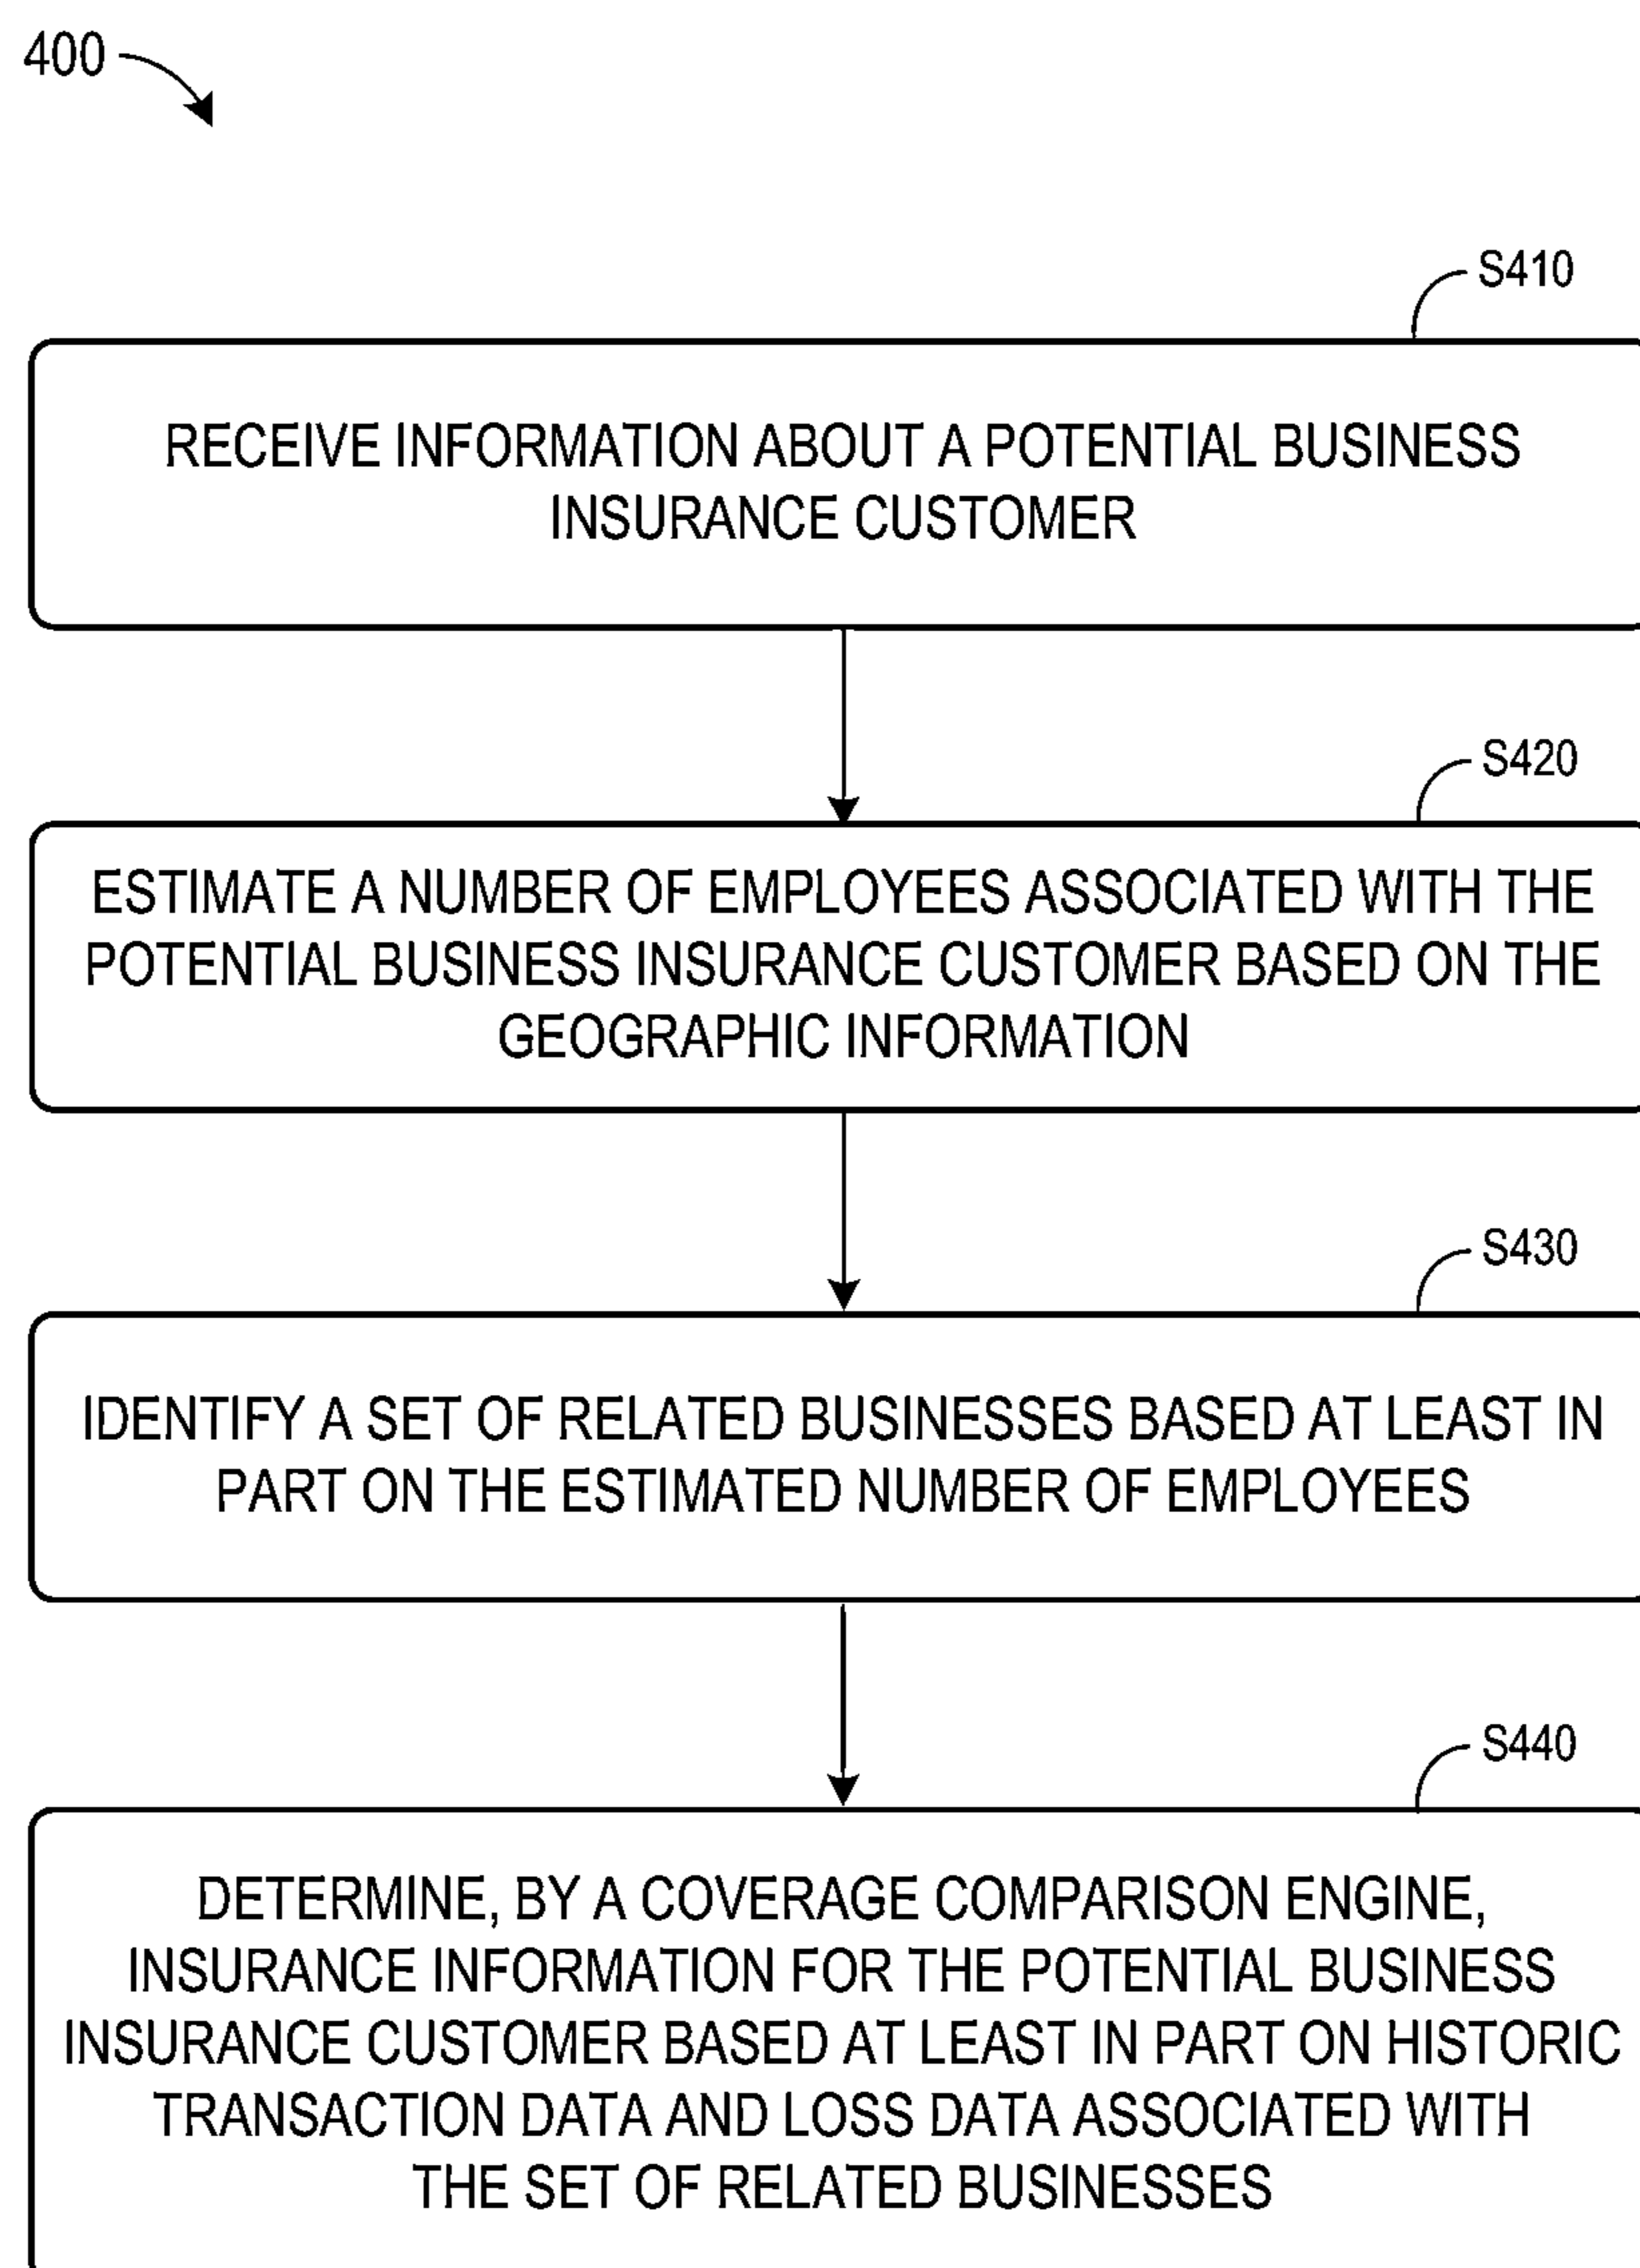 400
S410
RECEIVE INFORMATION ABOUT A POTENTIAL BUSINESS
INSURANCE CUSTOMER
S420
ESTIMATE A NUMBER OF EMPLOYEES ASSOCIATED WITH THE
POTENTIAL BUSINESS INSURANCE CUSTOMER BASED ON THE
GEOGRAPHIC INFORMATION
S430
IDENTIFY A SET OF RELATED BUSINESSES BASED AT LEAST IN
PART ON THE ESTIMATED NUMBER OF EMPLOYEES
S440
DETERMINE, BY A COVERAGE COMPARISON ENGINE,
INSURANCE INFORMATION FOR THE POTENTIAL BUSINESS
INSURANCE CUSTOMER BASED AT LEAST IN PART ON HISTORIC
TRANSACTION DATA AND LOSS DATA ASSOCIATED WITH
THE SET OF RELATED BUSINESSES